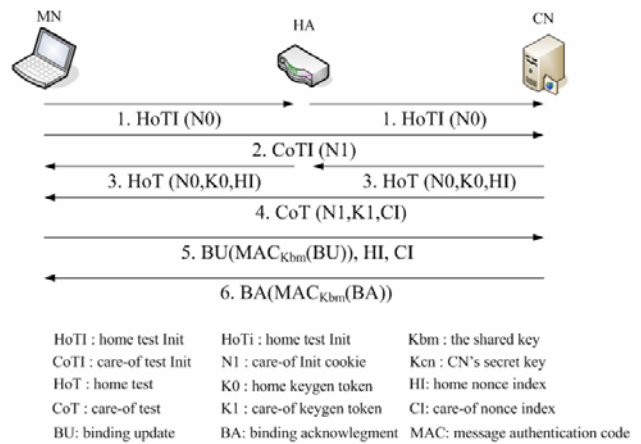 MN
HA
CN
1. HoTI (N0)
1. HoTI (N0)
2. CoTI (N1)
3. HoT (N0,K0,HI)
3. HoT (N0,K0,HI)
4. CoT (N1,K1,CI)
5. BU(MACKbm(BU)), HI, CI
6. BA(MACKbm(BA))
HoTI : home test Init HoTi : home test Init Kbm : the shared key
CoTI : care-of test Init N1 : care-of Init cookie Kcn : CN's secret key
HoT : home test K0 : home keygen token HI: home nonce index
CoT : care-of test K1 : care-of keygen token CI: care-of nonce index
BU: binding update BA: binding acknowlegment MAC: message authentication code